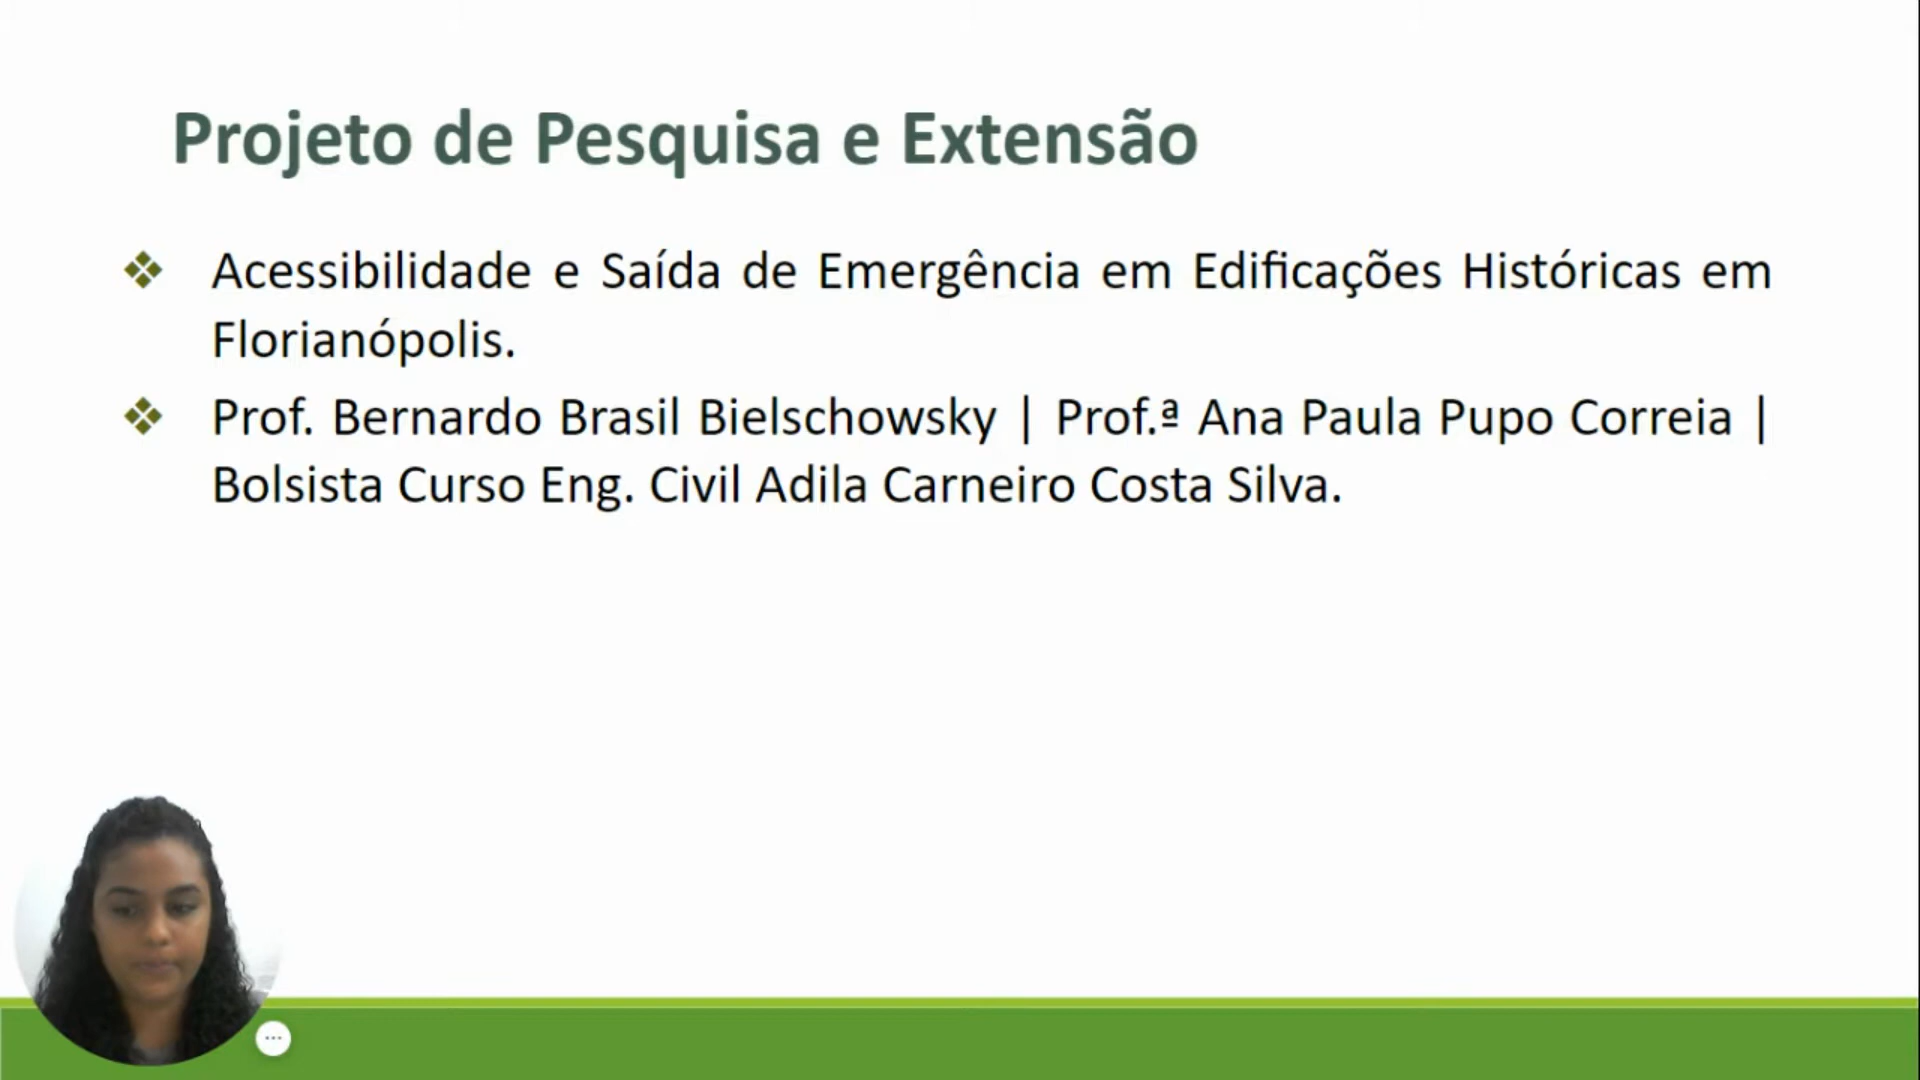 Projeto de Pesquisa e Extensão
Acessibilidade e Saída de Emergência em Edificações Históricas em
Florianópolis.
Prof. Bernardo Brasil Bielschowsky | Prof.ª Ana Paula Pupo Correia |
Bolsista Curso Eng. Civil Adila Carneiro Costa Silva.